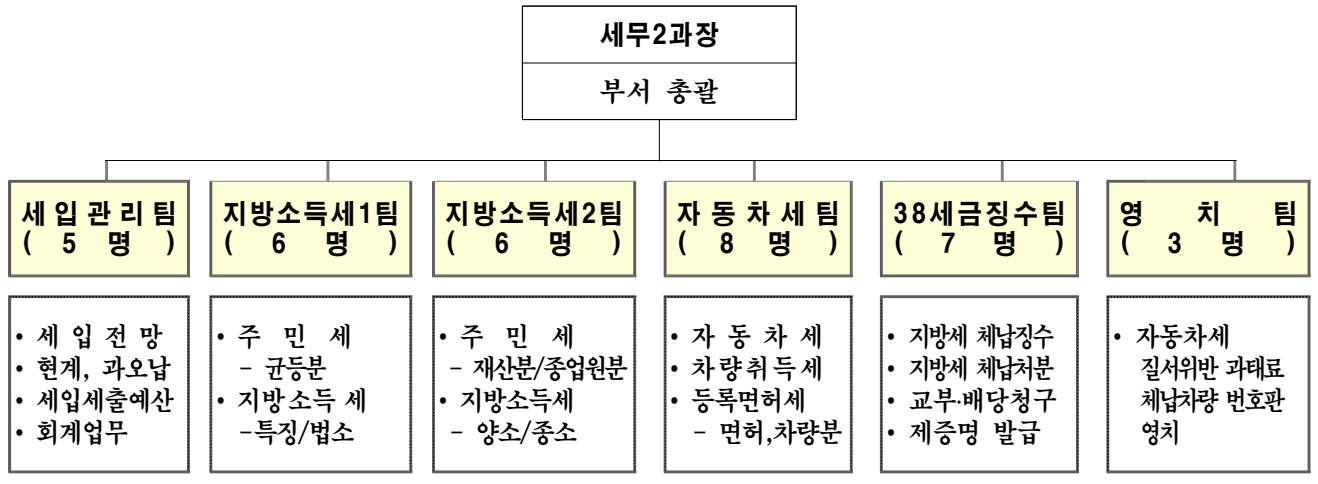 세무2과장
부서 총괄
세입관리팀
( 5 명 )
지방소득세1팀
( 6 명 )
지방소득세2팀
( 6 명 )
자동차세팀
( 8 명 )
38세금징수팀
( 7 명 )
영 치 팀
( 3 명 )
• 세 입 전 망
• 현계, 과오납
• 세입세출예산
• 회계업무
• 주 민 세
- 균등분
• 지방소득 세
-특징/법소
• 주 민 세
- 재산분/종업원분
• 지방소득세
- 양소/종소
• 자 동 차 세
• 차량취득세
• 등록면허세
- 면허,차량분
• 지방세 체납징수
• 지방세 체납처분
• 교부·배당청구
• 제증명 발급
• 자동차세
질서위반 과태료
체납차량 번호판
영치